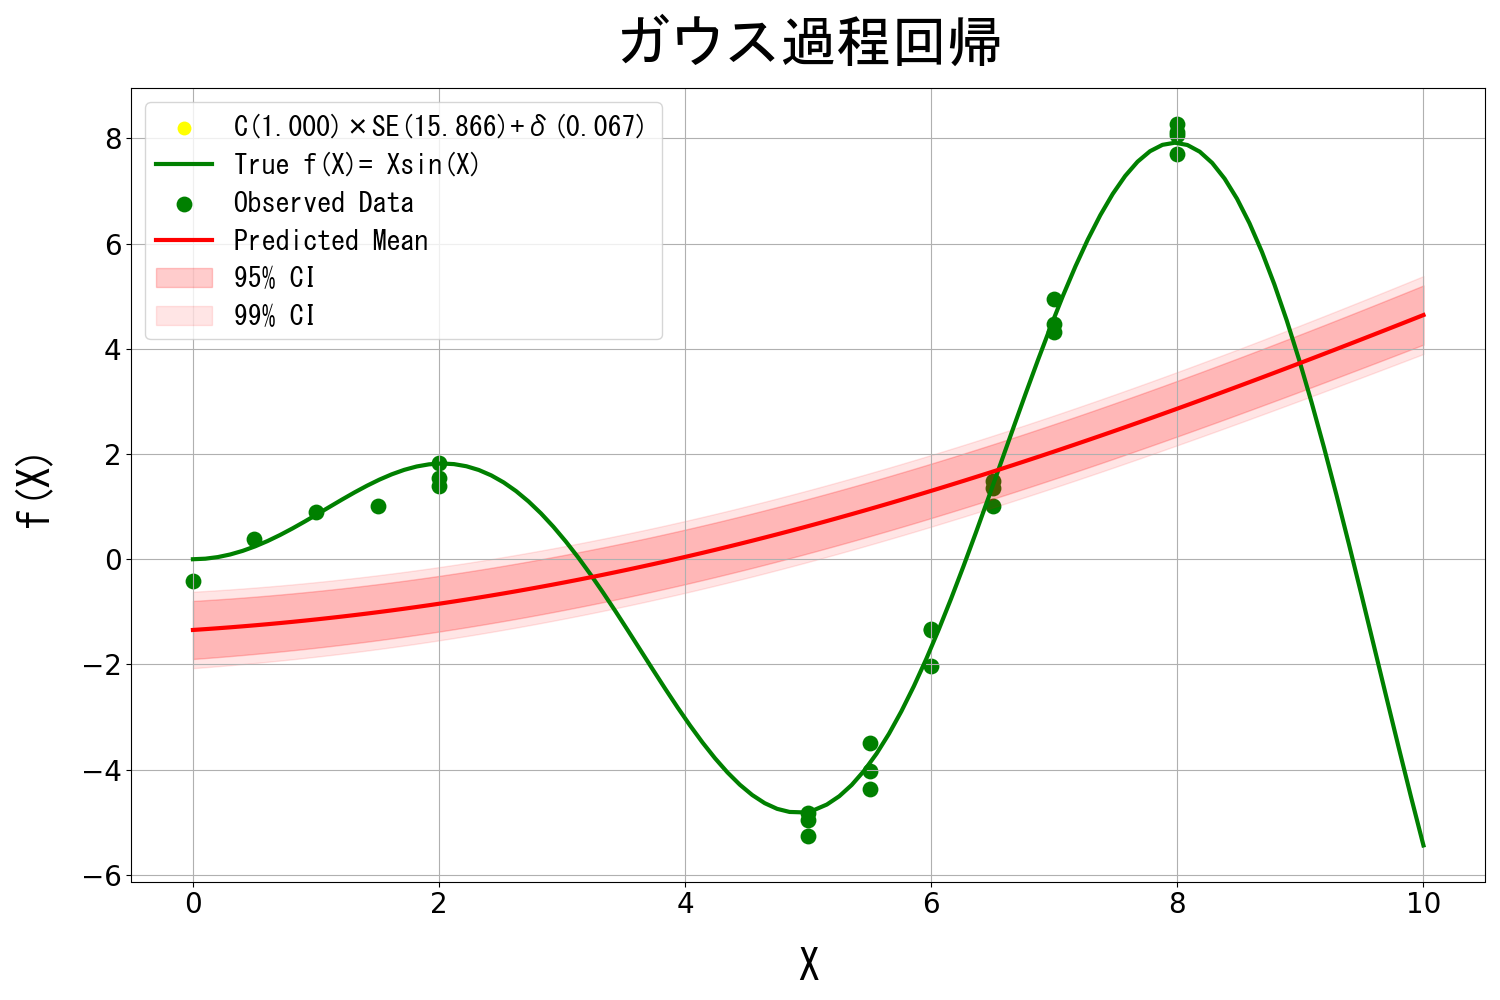 ガウス過程回帰
C(1.000)×SE(15.866)+δ(0.067)
True f(X)= Xsin(X)
Observed Data
Predicted Mean
95% CI
99% CI
f(X)
8
6
4
2
0
−2
−4
−6
0 2 4 6 8 10
X